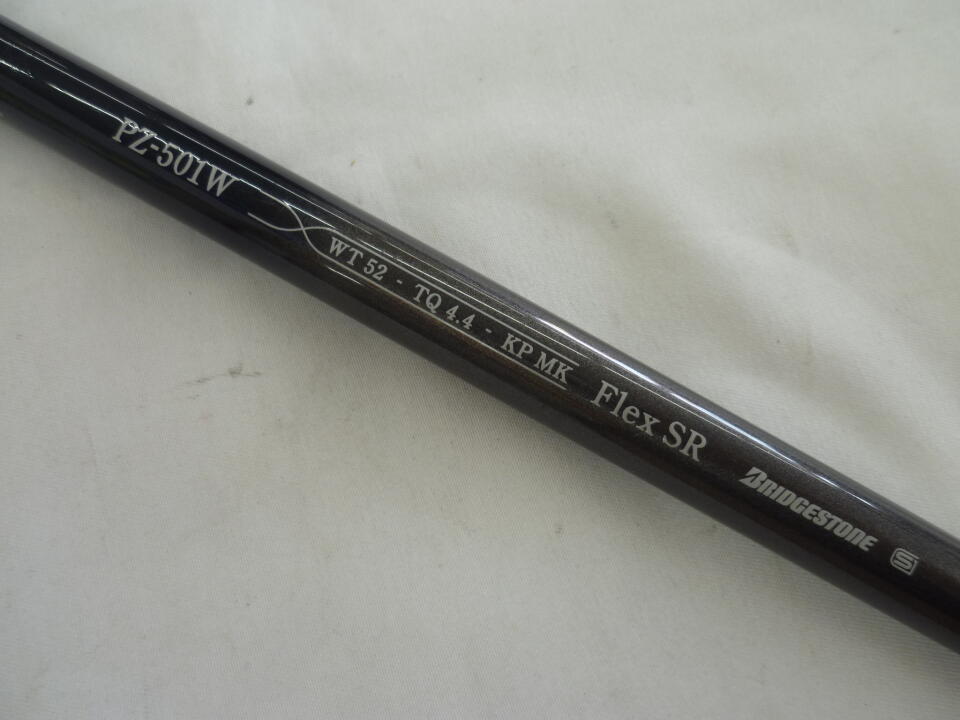 PZ-501W
WT 52 - TQ 4.4 - KP MK
Flex SR
BRIDGESTONE S